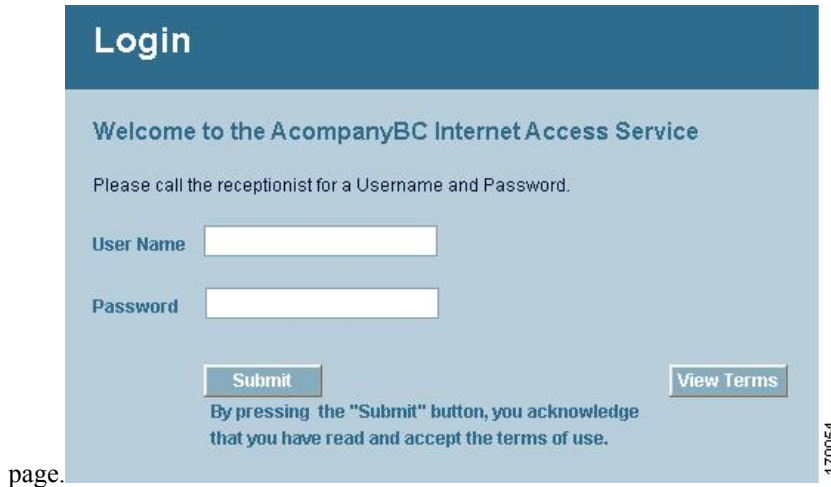 Login
Welcome to the AcompanyBC Internet Access Service
Please call the receptionist for a Username and Password.
User Name
Password
Submit
View Terms
By pressing the "Submit" button, you acknowledge
that you have read and accept the terms of use.
page.